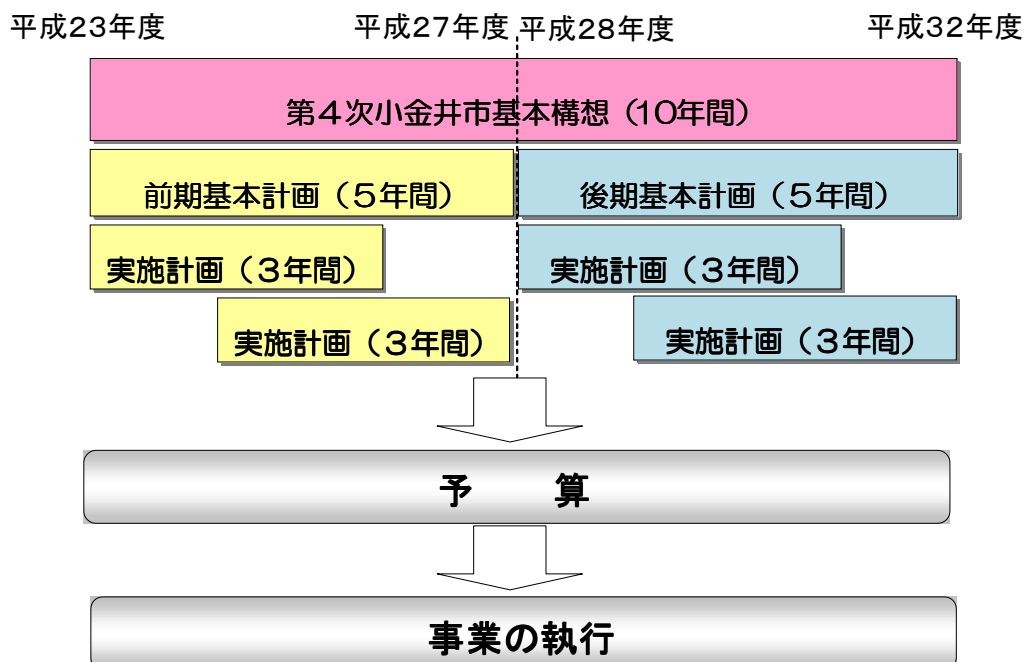 平成23年度 平成27年度 平成28年度 平成32年度
第4次小金井市基本構想（10年間）
前期基本計画（5年間） 後期基本計画（5年間）
実施計画（3年間） 実施計画（3年間）
実施計画（3年間） 実施計画（3年間）
予　算
事業の執行